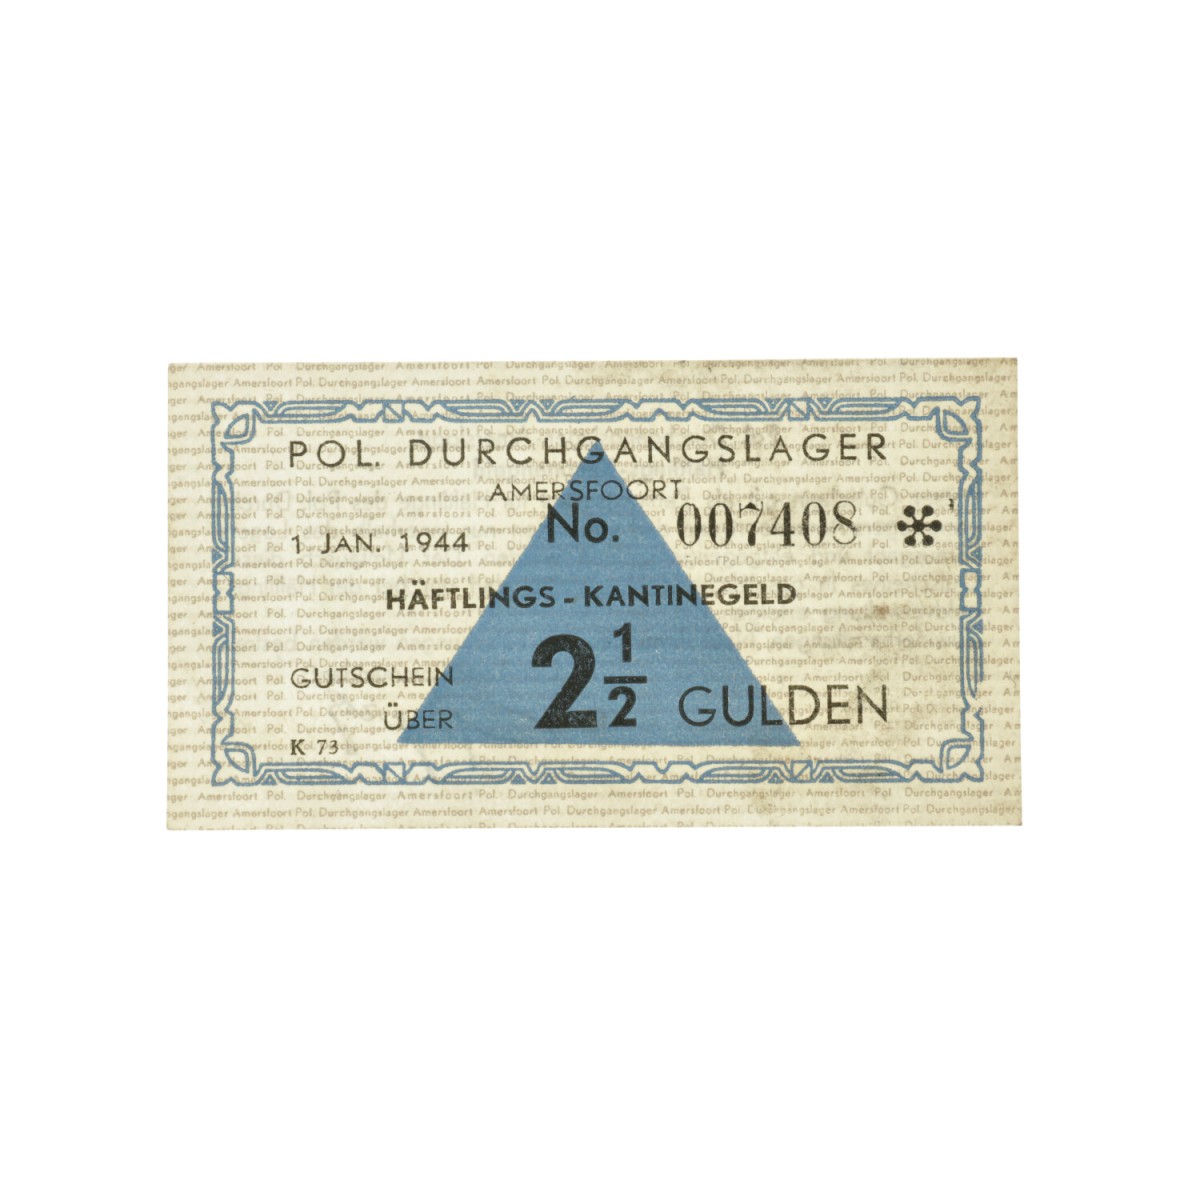 POL. DURCHGANGSLAGER
AMERSFOORT
1 JAN. 1944
No. 007408
HÄFTLINGS - KANTINEGELD
GUTSCHEIN
ÜBER
2 1/2 GULDEN
K 73